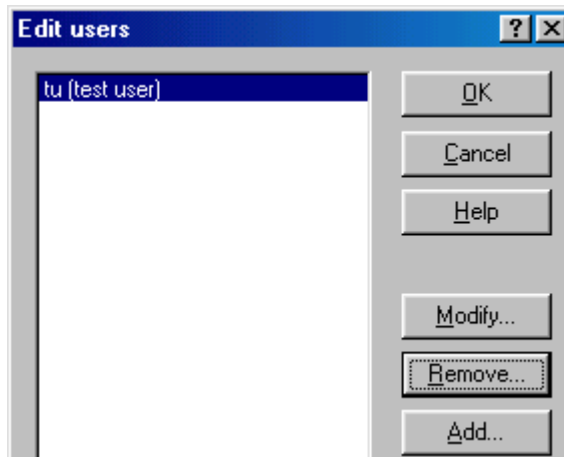 Edit users
tu (test user)
OK
Cancel
Help
Modify...
Remove...
Add...